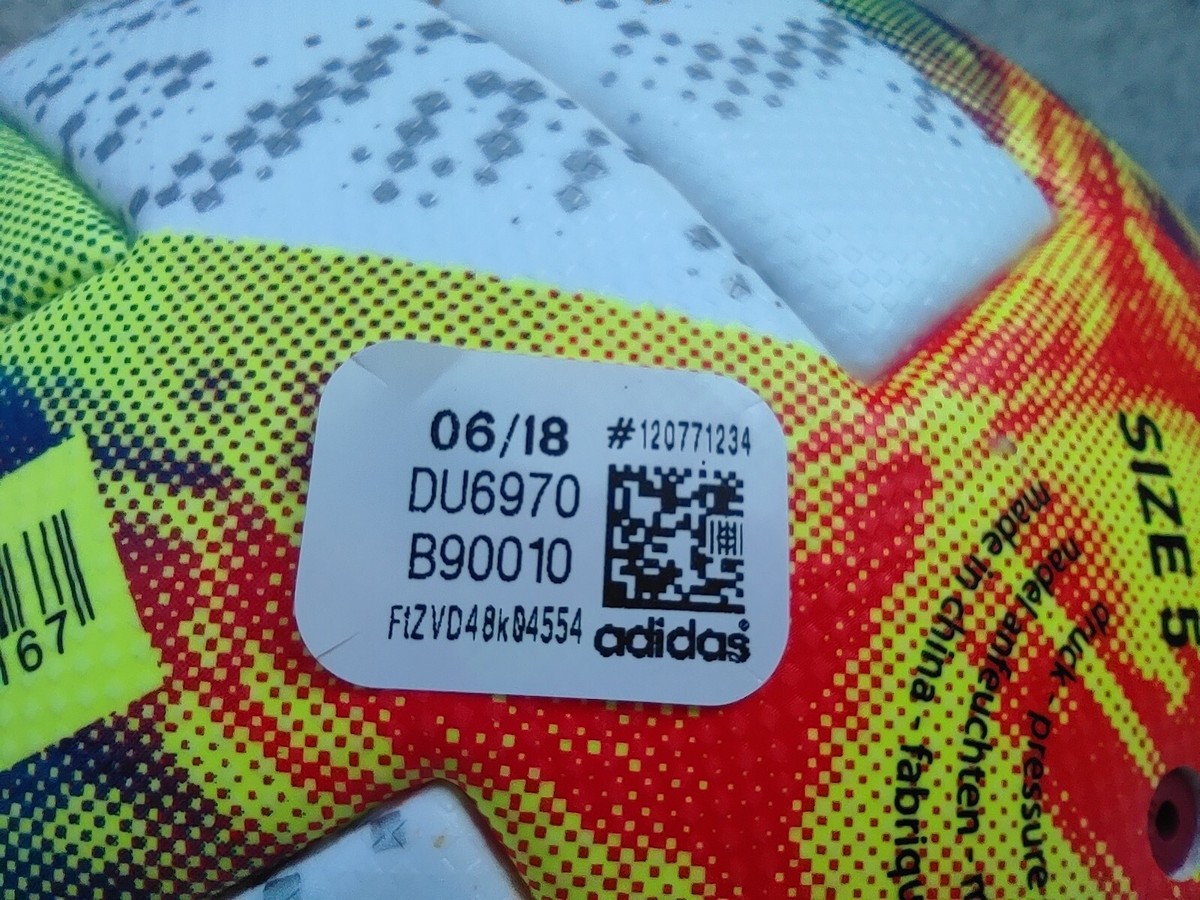 06/18
#120771234
DU6970
B90010
FtZVD48k04554
adidas®
167
SIZE 5
made in china - fabriqu
nadel anfeuchten - m
druck - pressure